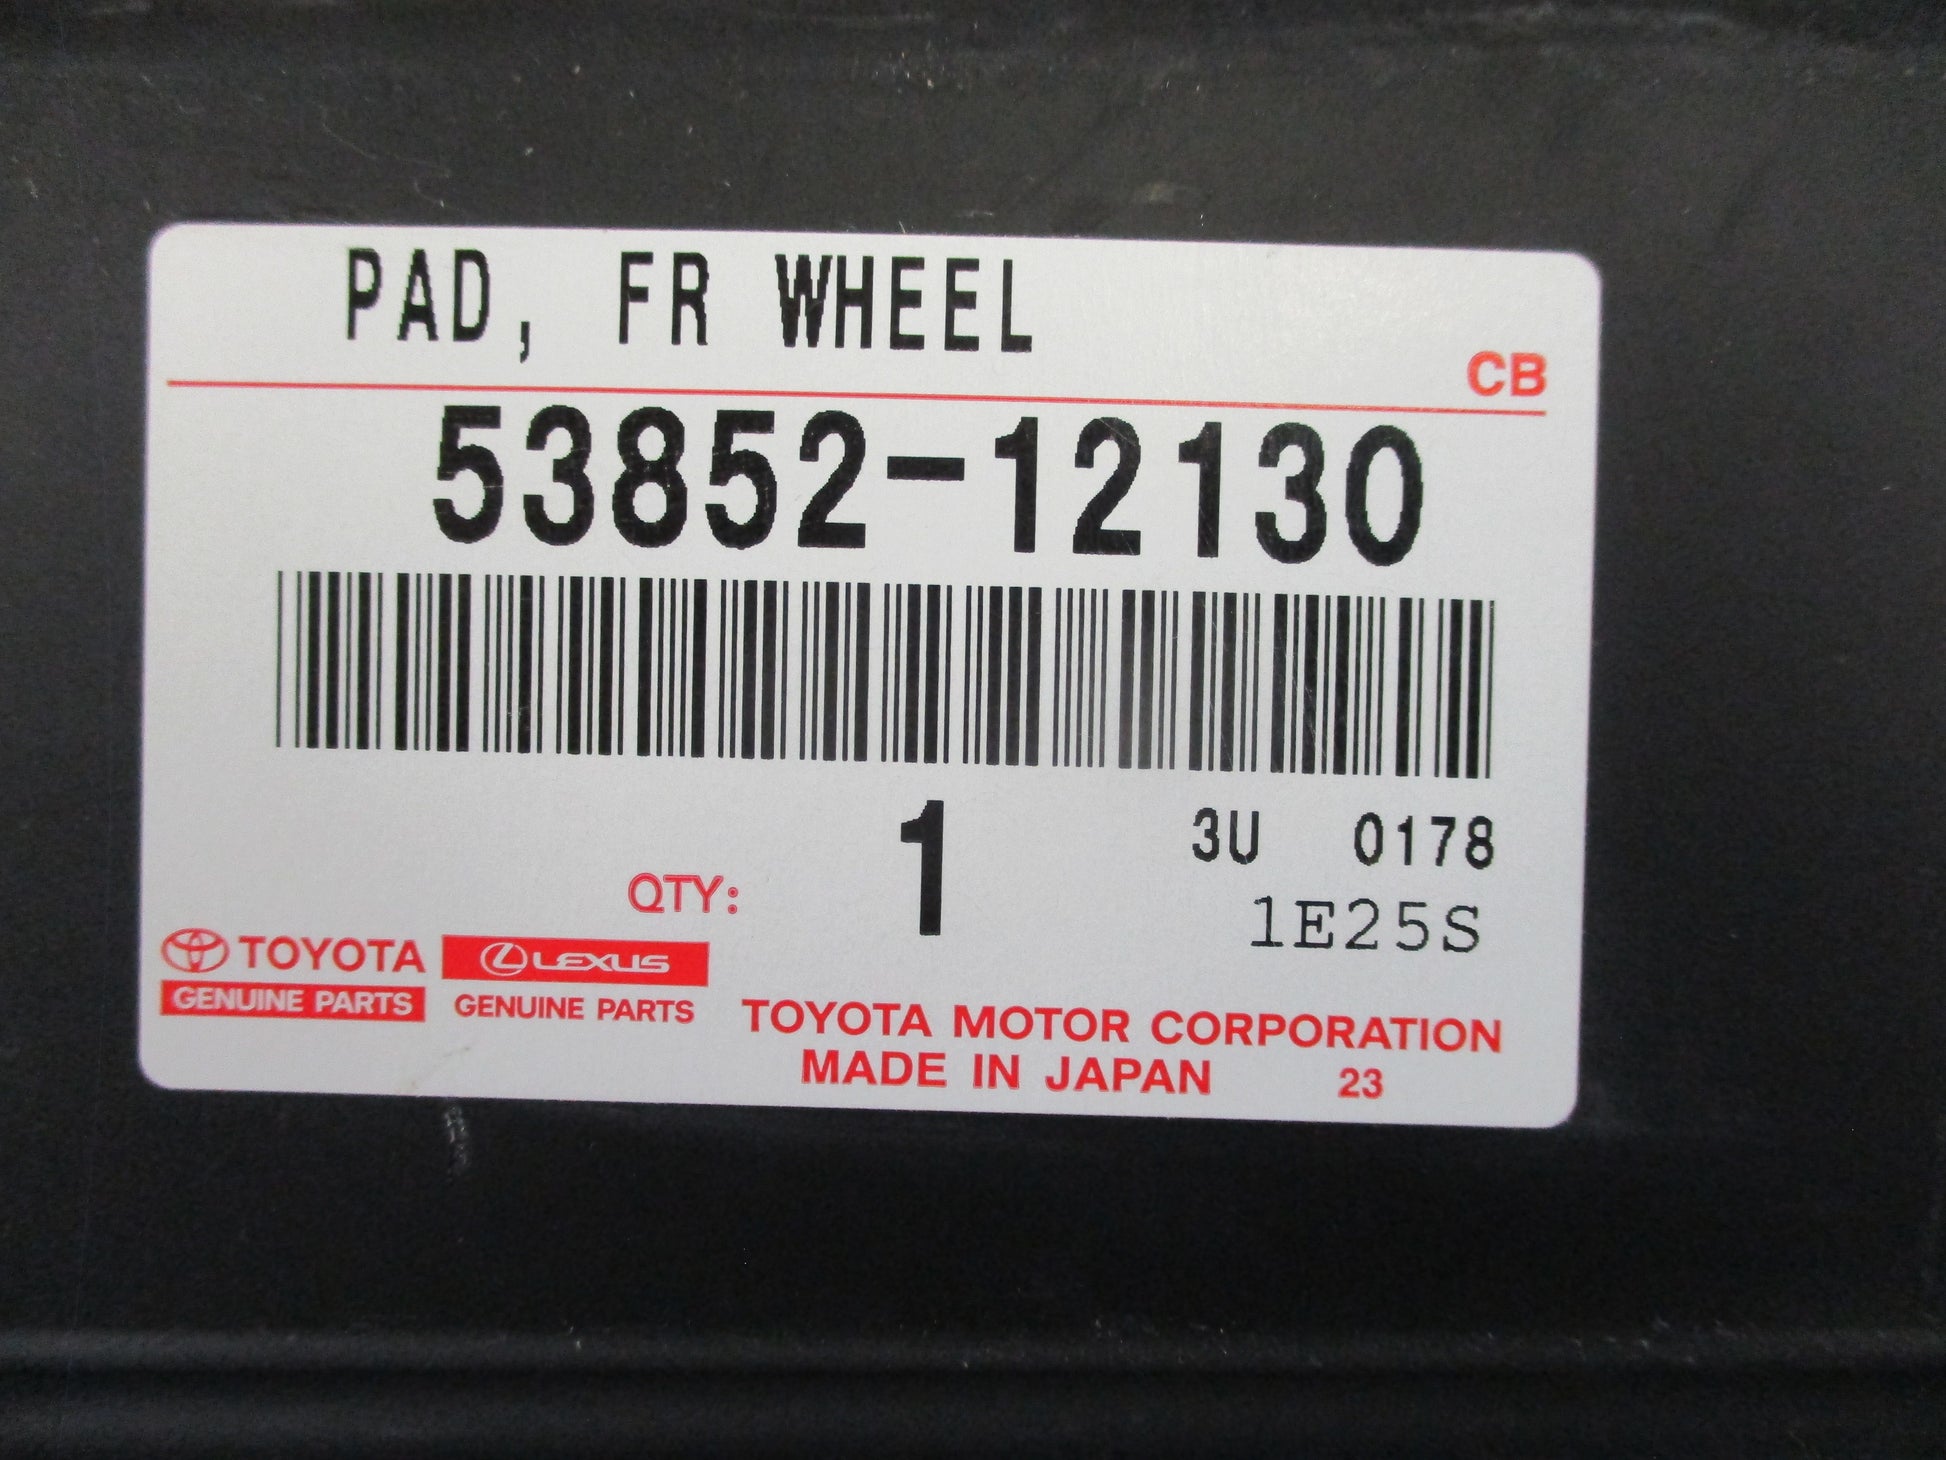 PAD, FR WHEEL
CB
53852-12130
QTY: 1
3U 0178
1E25S
TOYOTA
GENUINE PARTS
LEXUS
GENUINE PARTS
TOYOTA MOTOR CORPORATION
MADE IN JAPAN 23